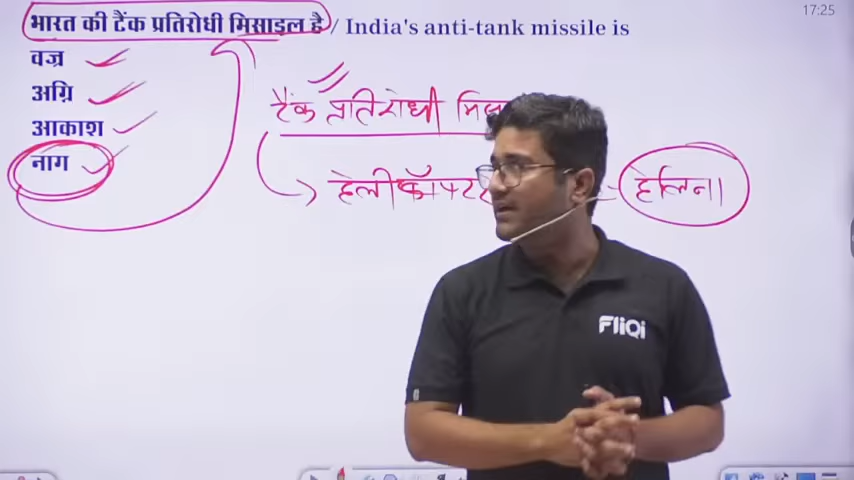 17:25
भारत की टैंक प्रतिरोधी मिसाइल है / India's anti-tank missile is
वज्र
अग्नि
आकाश
नाग
टैंक प्रतिरोधी
हेलीकॉप्टर
हेलिना
FliQi